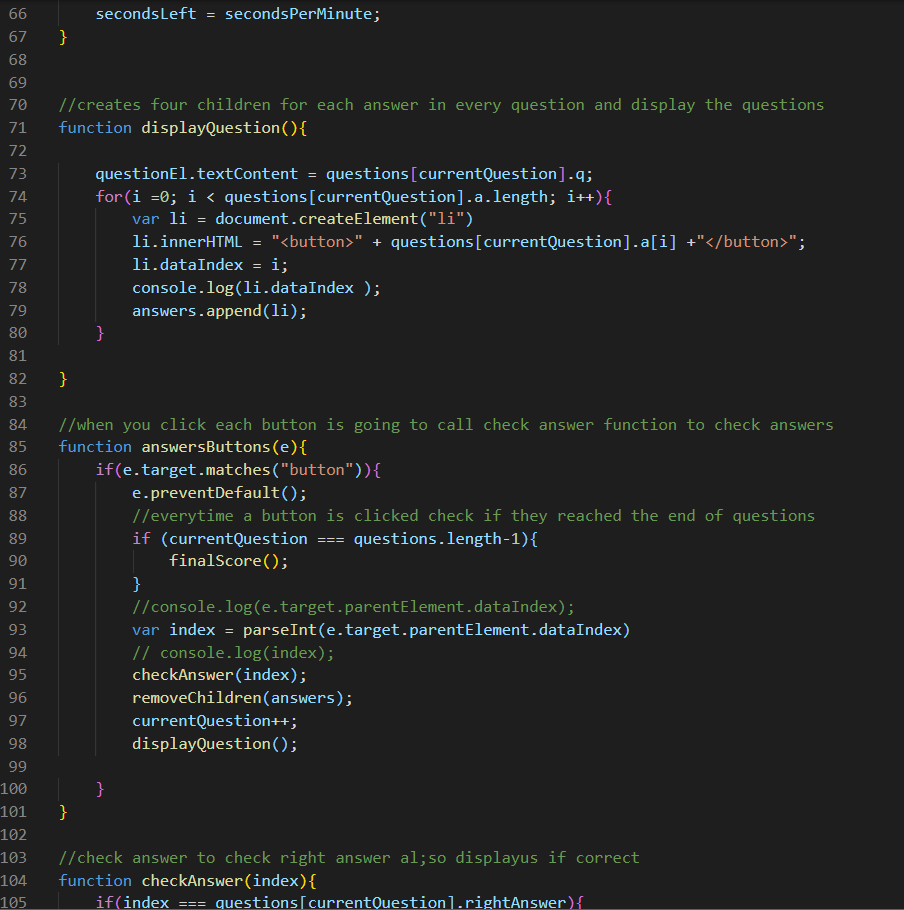 66 secondsLeft = secondsPerMinute;
67 }
68
69
70 //creates four children for each answer in every question and display the questions
71 function displayQuestion(){
72
73 questionEl.textContent = questions[currentQuestion].q;
74 for(i =0; i < questions[currentQuestion].a.length; i++){
75 var li = document.createElement("li")
76 li.innerHTML = "<button>" + questions[currentQuestion].a[i] +"</button>";
77 li.dataIndex = i;
78 console.log(li.dataIndex );
79 answers.append(li);
80 }
81
82 }
83
84 //when you click each button is going to call check answer function to check answers
85 function answersButtons(e){
86 if(e.target.matches("button")){
87 e.preventDefault();
88 //everytime a button is clicked check if they reached the end of questions
89 if (currentQuestion === questions.length-1){
90 finalScore();
91 }
92 //console.log(e.target.parentElement.dataIndex);
93 var index = parseInt(e.target.parentElement.dataIndex)
94 // console.log(index);
95 checkAnswer(index);
96 removeChildren(answers);
97 currentQuestion++;
98 displayQuestion();
99
100 }
101 }
102
103 //check answer to check right answer al;so displayus if correct
104 function checkAnswer(index){
105 if(index === questions[currentQuestion].rightAnswer){